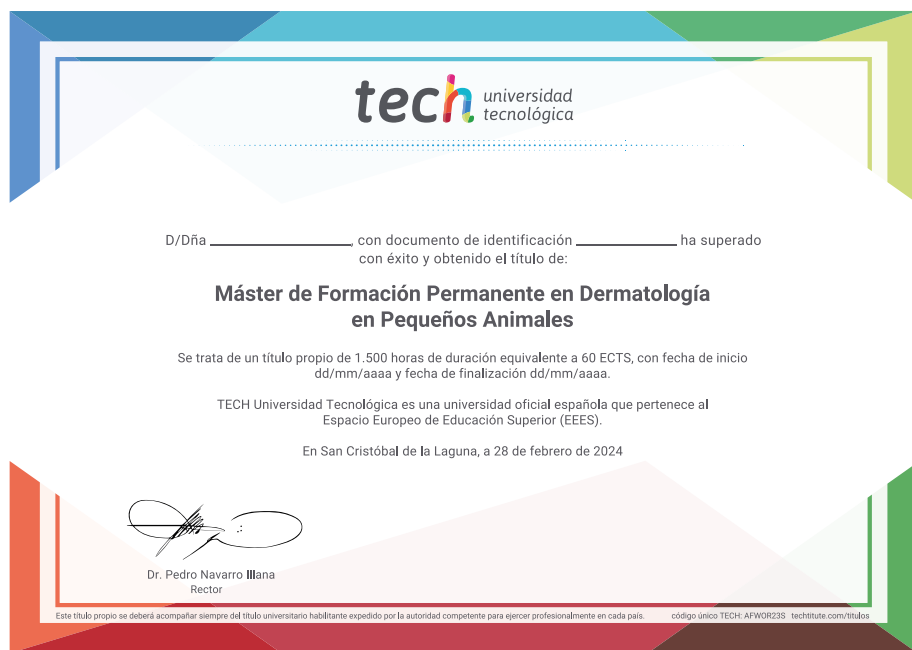 tech universidad
tecnológica
D/Dña ________________, con documento de identificación ____________ ha superado
con éxito y obtenido el título de:
Máster de Formación Permanente en Dermatología
en Pequeños Animales
Se trata de un título propio de 1.500 horas de duración equivalente a 60 ECTS, con fecha de inicio
dd/mm/aaaa y fecha de finalización dd/mm/aaaa.
TECH Universidad Tecnológica es una universidad oficial española que pertenece al
Espacio Europeo de Educación Superior (EEES).
En San Cristóbal de la Laguna, a 28 de febrero de 2024
Dr. Pedro Navarro Illana
Rector
Este título propio se deberá acompañar siempre del título universitario habilitante expedido por la autoridad competente para ejercer profesionalmente en cada país. código único TECH: AFWOR23S techtitute.com/titulos